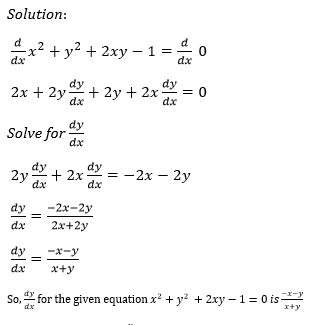 Solution:
d/dx x² + y² + 2xy − 1 = d/dx 0
2x + 2y dy/dx + 2y + 2x dy/dx = 0
Solve for dy/dx
2y dy/dx + 2x dy/dx = −2x − 2y
dy/dx = −2x−2y / 2x+2y
dy/dx = −x−y / x+y
So, dy/dx for the given equation x² + y² + 2xy − 1 = 0 is −x−y / x+y